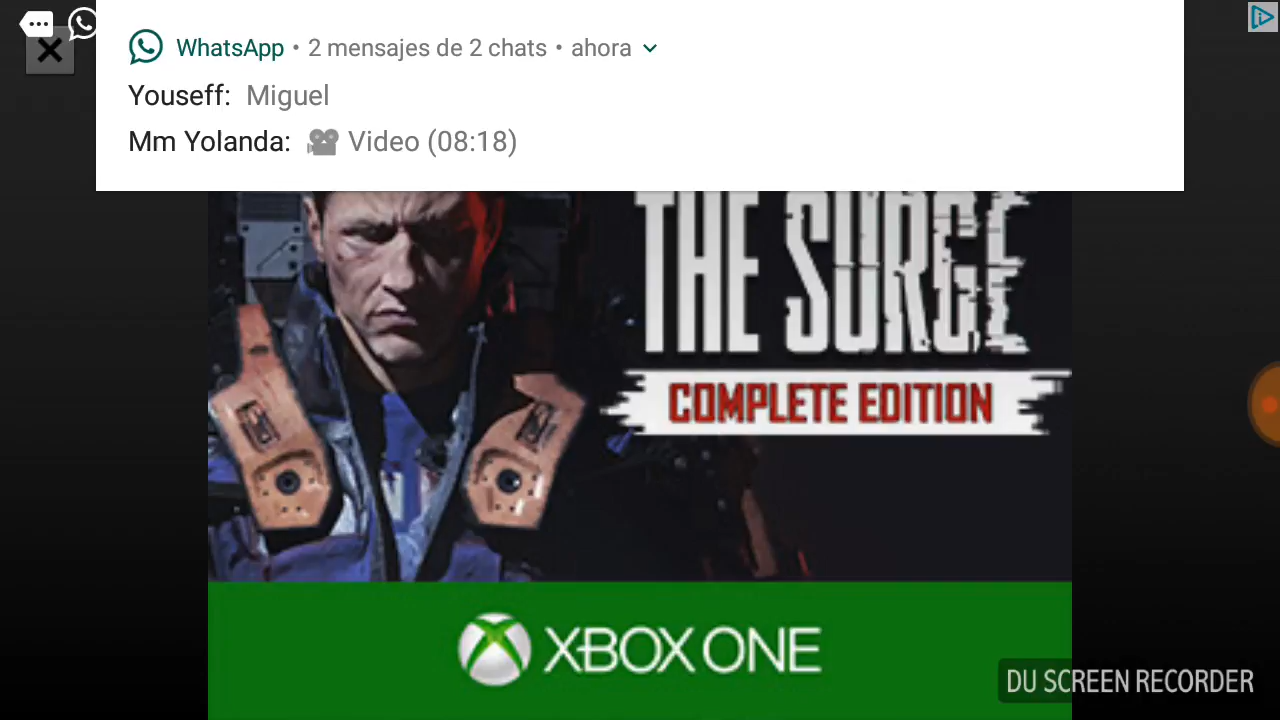 WhatsApp • 2 mensajes de 2 chats • ahora
Youseff: Miguel
Mm Yolanda: Video (08:18)
THE SURGE
COMPLETE EDITION
XBOX ONE
DU SCREEN RECORDER